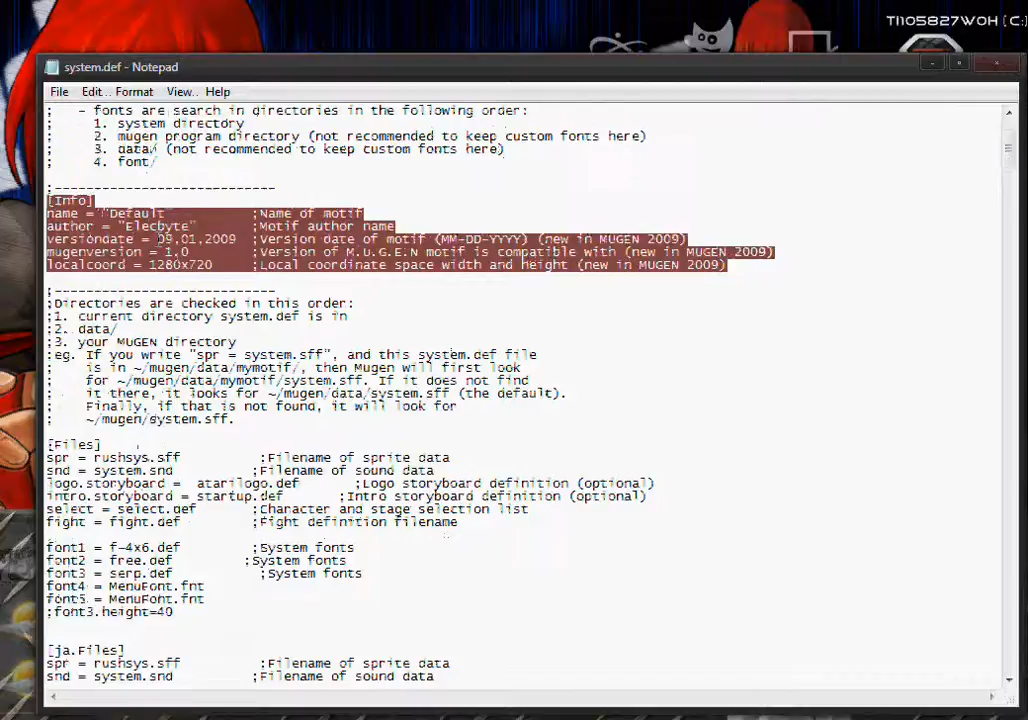 T1105827WOH [C:]
system.def - Notepad
File Edit Format View Help
;   - fonts are search in directories in the following order:
;     1. system directory
;     2. mugen program directory (not recommended to keep custom fonts here)
;     3. data/ (not recommended to keep custom fonts here)
;     4. font/
;----------------------------
[Info]
name = "Default" ;Name of motif
author = "Elecbyte" ;Motif author name
versiondate = 09,01,2009 ;Version date of motif (MM-DD-YYYY) (new in MUGEN 2009)
mugenversion = 1.0 ;Version of M.U.G.E.N motif is compatible with (new in MUGEN 2009)
localcoord = 1280x720 ;Local coordinate space width and height (new in MUGEN 2009)
;----------------------------
;Directories are checked in this order:
;1. current directory system.def is in
;2. data/
;3. your MUGEN directory
;eg. If you write "spr = system.sff", and this system.def file
;    is in ~/mugen/data/mymotif/, then Mugen will first look
;    for ~/mugen/data/mymotif/system.sff. If it does not find
;    it there, it looks for ~/mugen/data/system.sff (the default).
;    Finally, if that is not found, it will look for
;    ~/mugen/system.sff.
[Files]
spr = rushsys.sff ;Filename of sprite data
snd = system.snd ;Filename of sound data
logo.storyboard = atarilogo.def ;Logo storyboard definition (optional)
intro.storyboard = startup.def ;Intro storyboard definition (optional)
select = select.def ;Character and stage selection list
fight = fight.def ;Fight definition filename
font1 = f-4x6.def ;System fonts
font2 = free.def ;System fonts
font3 = serp.def ;System fonts
font4 = MenuFont.fnt
font5 = MenuFont.fnt
;font3.height=40
[ja.Files]
spr = rushsys.sff ;Filename of sprite data
snd = system.snd ;Filename of sound data